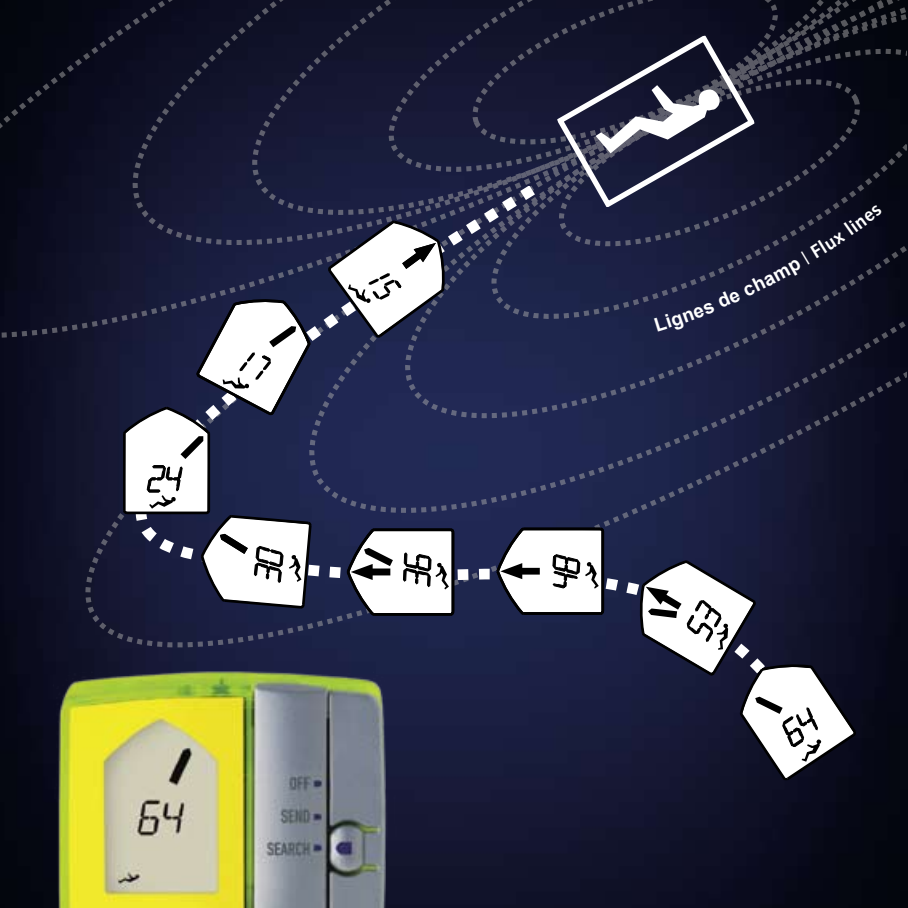 Lignes de champ | Flux lines
15
17
24
30
36
48
53
64
64
OFF
SEND
SEARCH